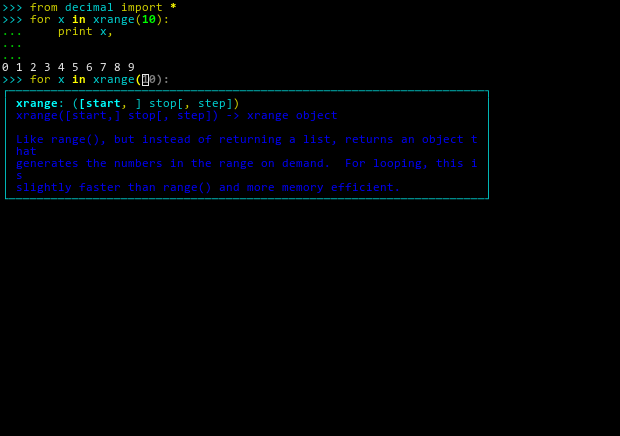 >>> from decimal import *
>>> for x in xrange(10):
...     print x,
...
...
0 1 2 3 4 5 6 7 8 9
>>> for x in xrange(10):
xrange: ([start, ] stop[, step])
xrange([start,] stop[, step]) -> xrange object
Like range(), but instead of returning a list, returns an object t
hat
generates the numbers in the range on demand.  For looping, this i
s
slightly faster than range() and more memory efficient.